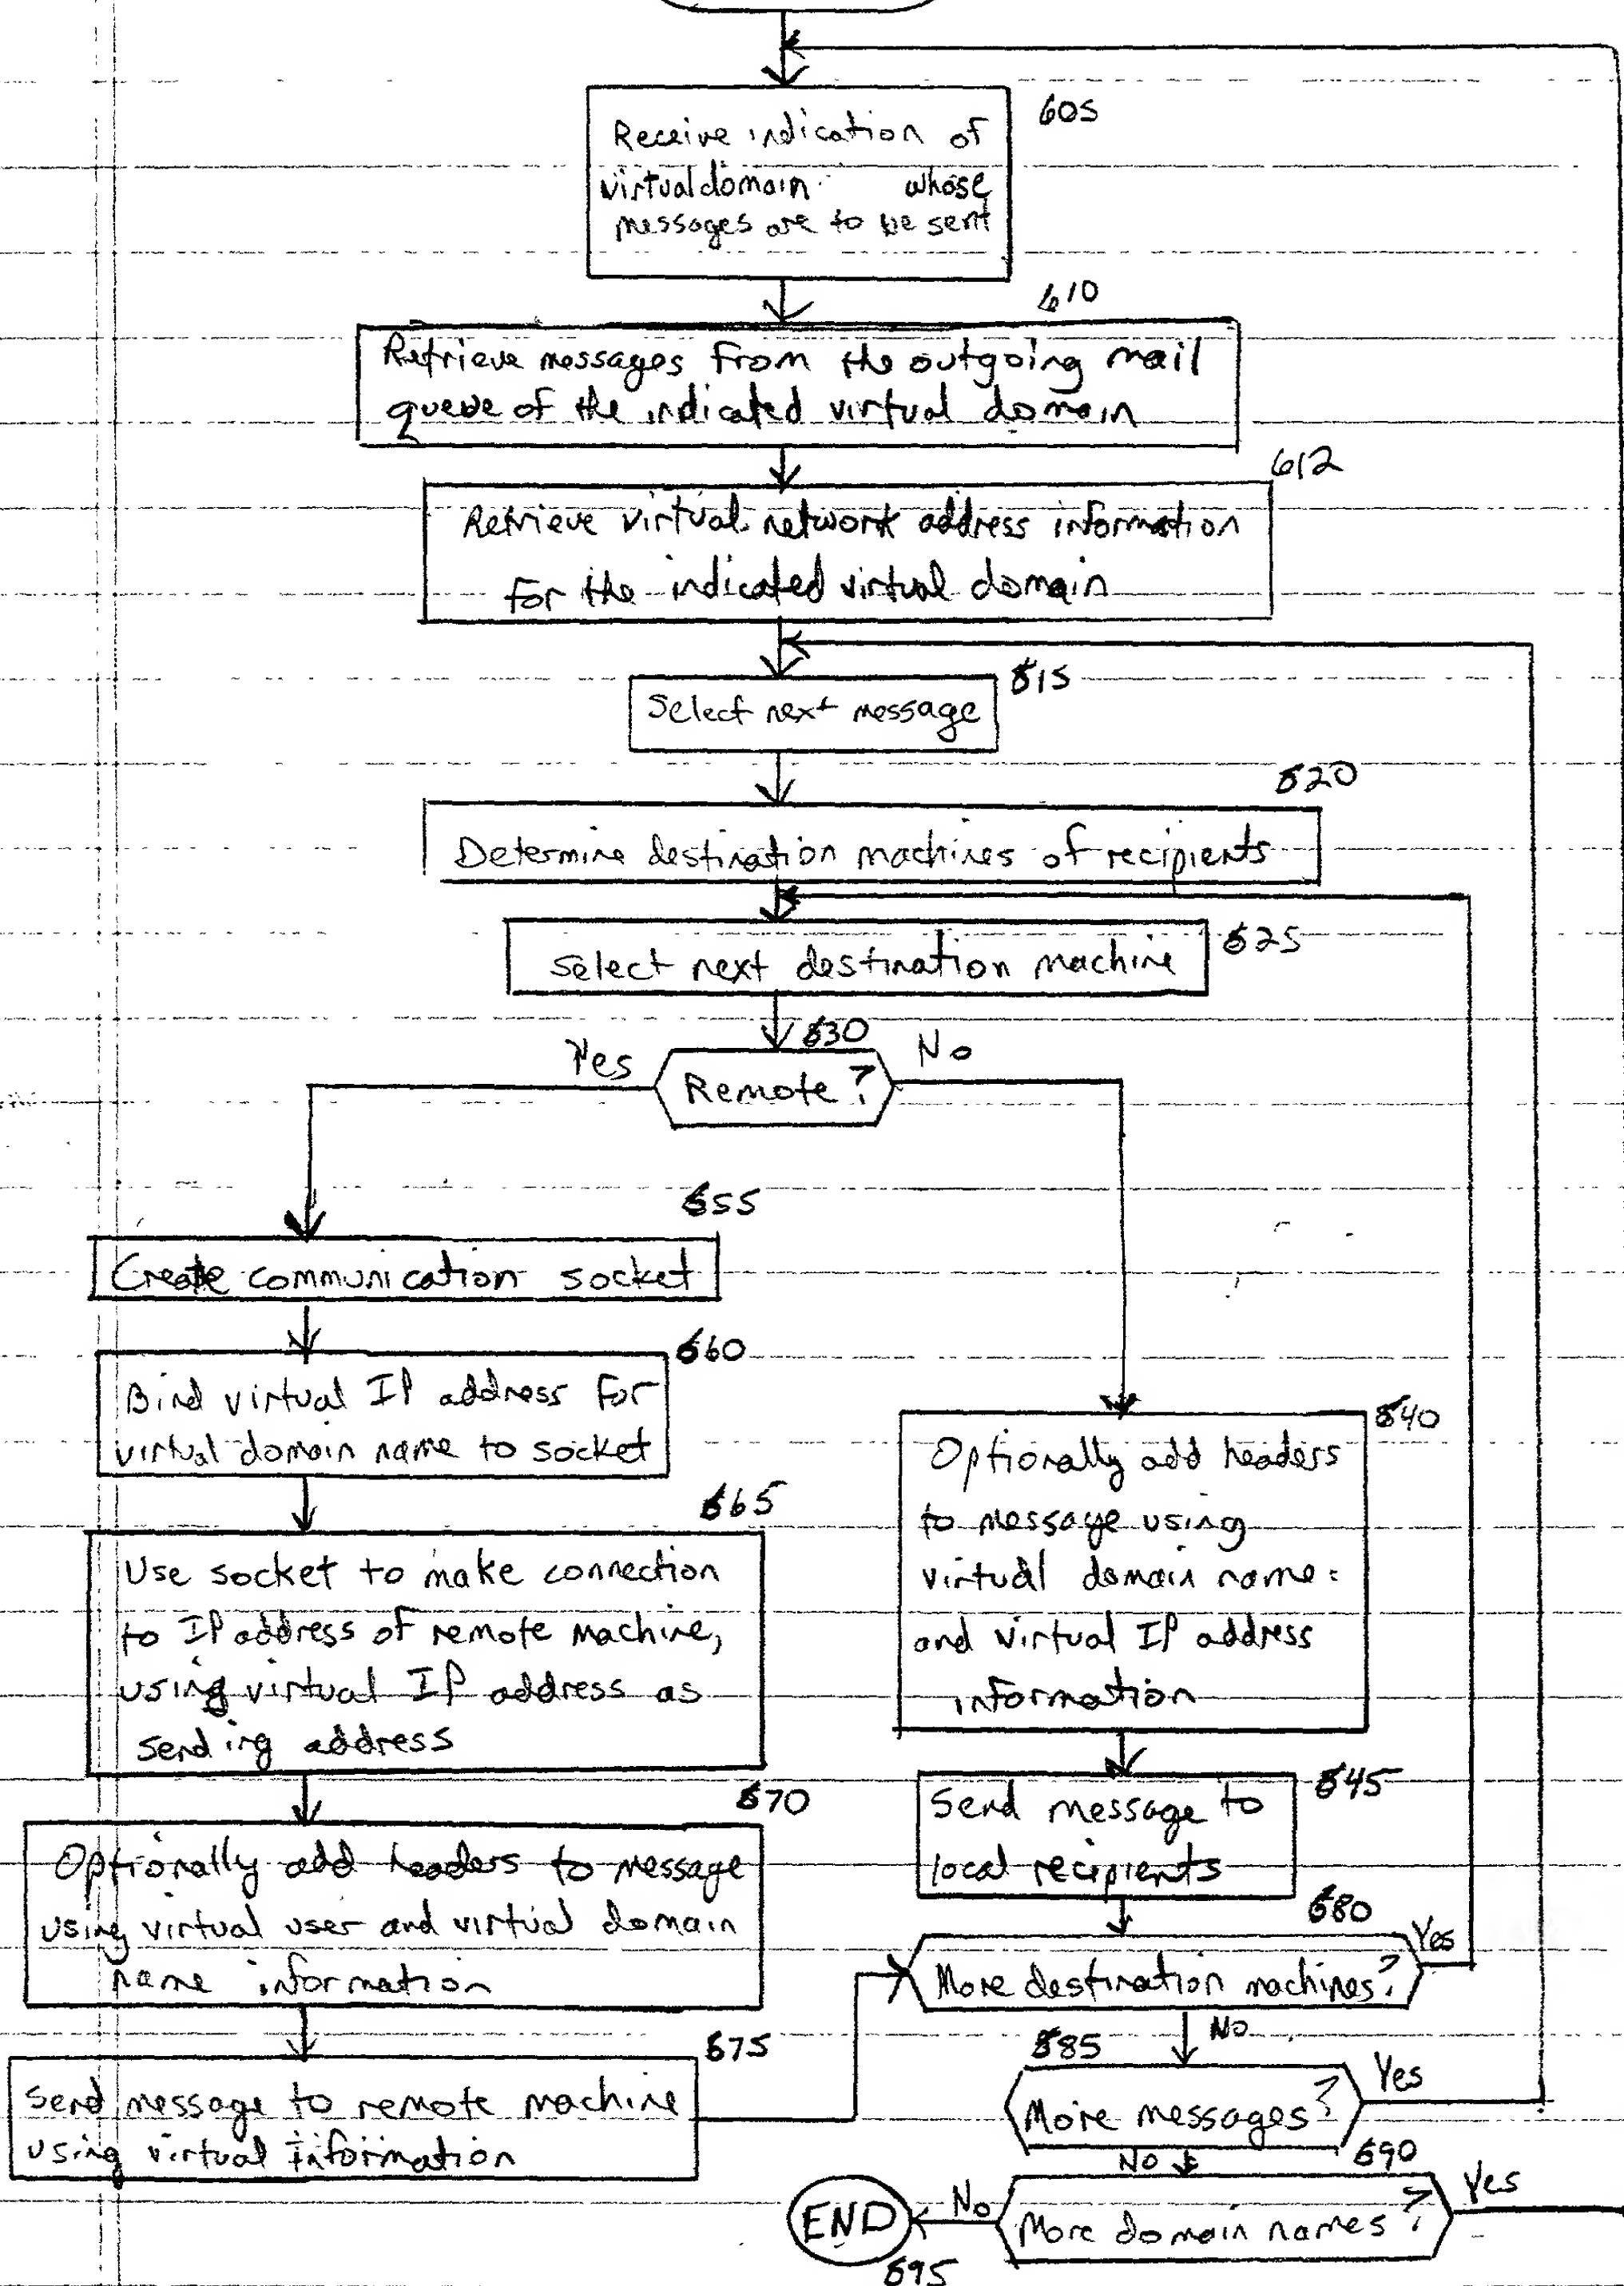 605
Receive indication of
virtual domain whose
messages are to be sent
610
Retrieve messages from the outgoing mail
queue of the indicated virtual domain
612
Retrieve virtual network address information
for the indicated virtual domain
615
Select next message
620
Determine destination machines of recipients
625
Select next destination machine
630
Yes
No
Remote?
655
Create communication socket
660
Bind virtual IP address for
virtual domain name to socket
665
Use socket to make connection
to IP address of remote machine,
using virtual IP address as
sending address
670
Optionally add headers to message
using virtual user and virtual domain
name information
675
Send message to remote machine
using virtual information
640
Optionally add headers
to message using
virtual domain name
and virtual IP address
information
645
Send message to
local recipients
680
Yes
More destination machines?
No
685
Yes
More messages?
No
690
Yes
More domain names?
No
END
695